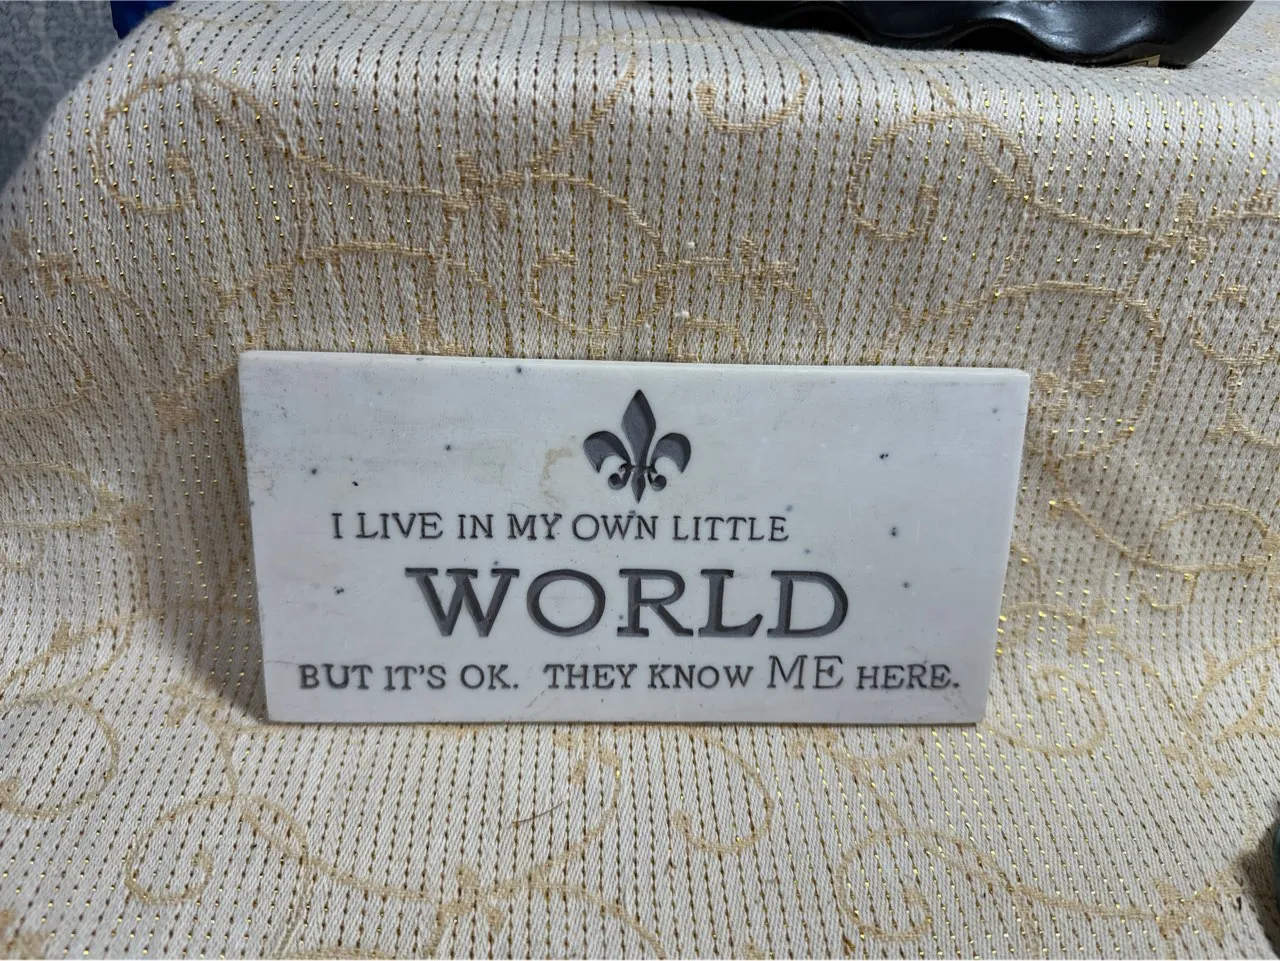 I LIVE IN MY OWN LITTLE
WORLD
BUT IT'S OK. THEY KNOW ME HERE.